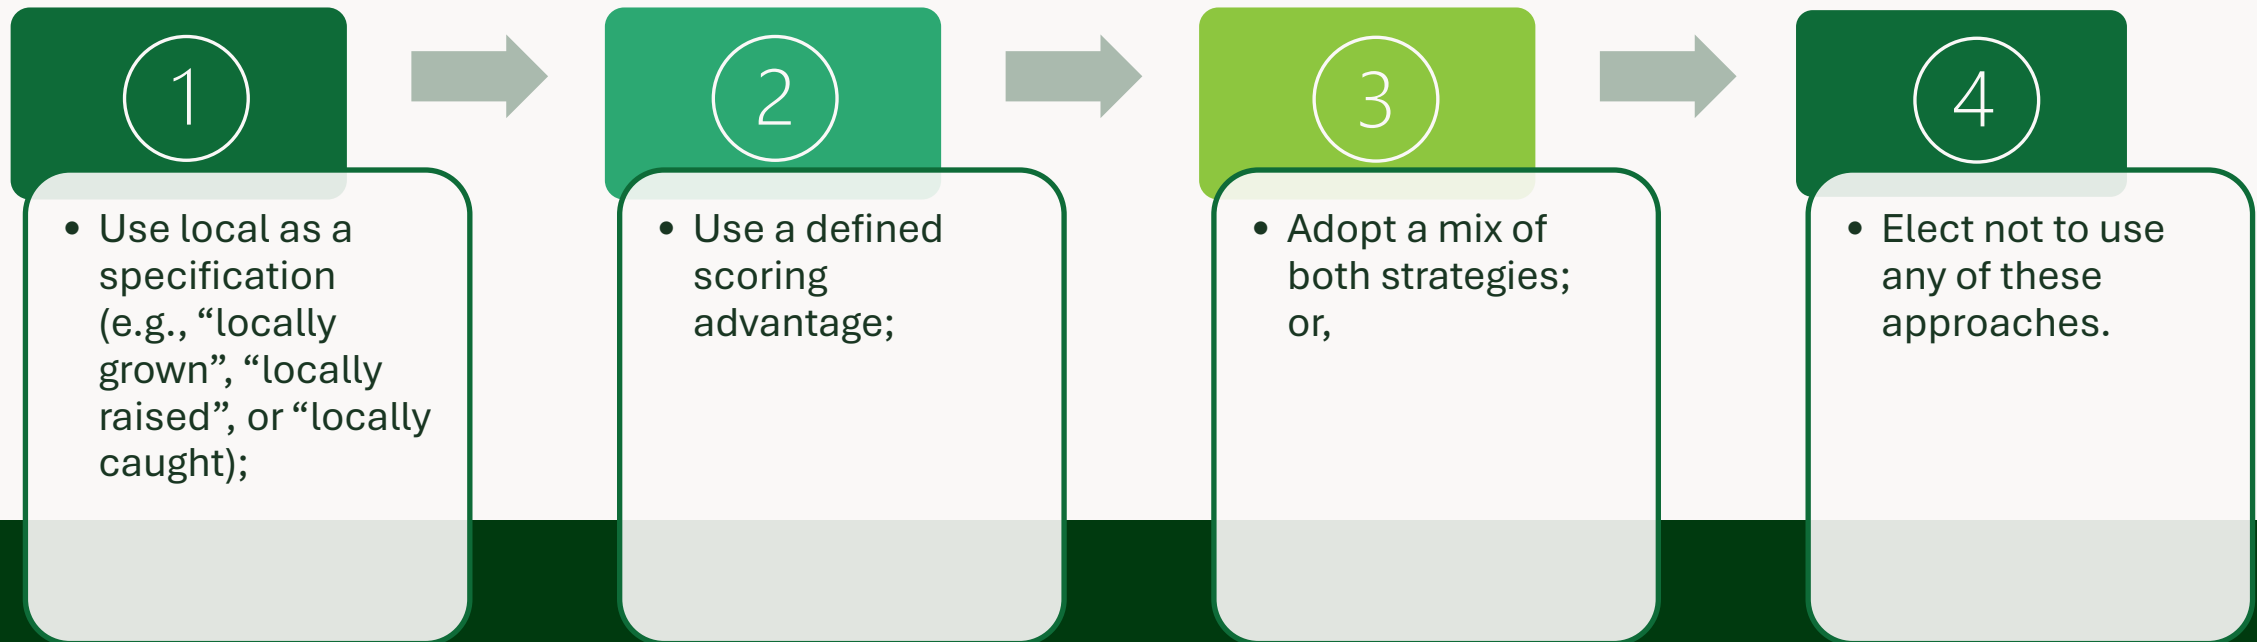 1
• Use local as a
specification
(e.g., “locally
grown”, “locally
raised”, or “locally
caught);
2
• Use a defined
scoring
advantage;
3
• Adopt a mix of
both strategies;
or,
4
• Elect not to use
any of these
approaches.